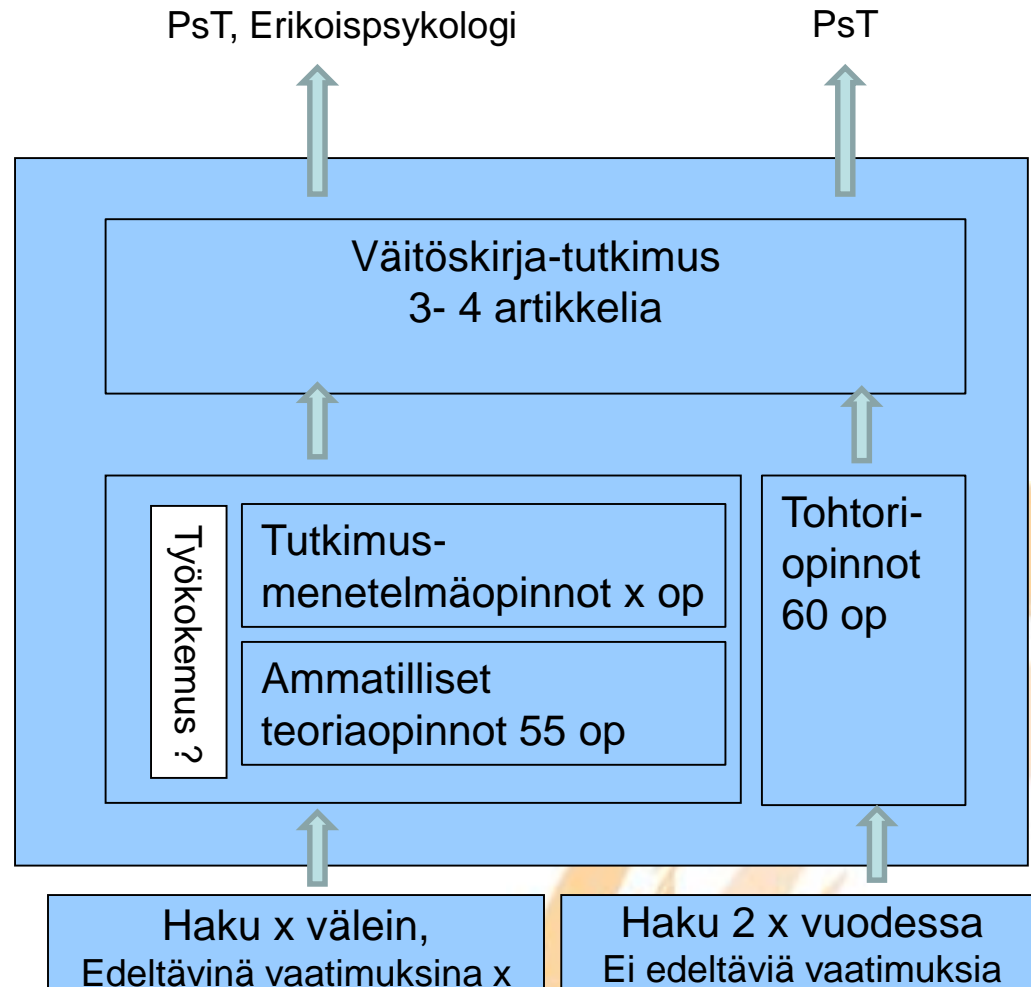 PsT, Erikoispsykologi
PsT
Väitöskirja-tutkimus
3- 4 artikkelia
Työkokemus ?
Tutkimus-
menetelmäopinnot x op
Ammatilliset
teoriaopinnot 55 op
Tohtori-
opinnot
60 op
Haku x välein,
Edeltävinä vaatimuksina x
Haku 2 x vuodessa
Ei edeltäviä vaatimuksia